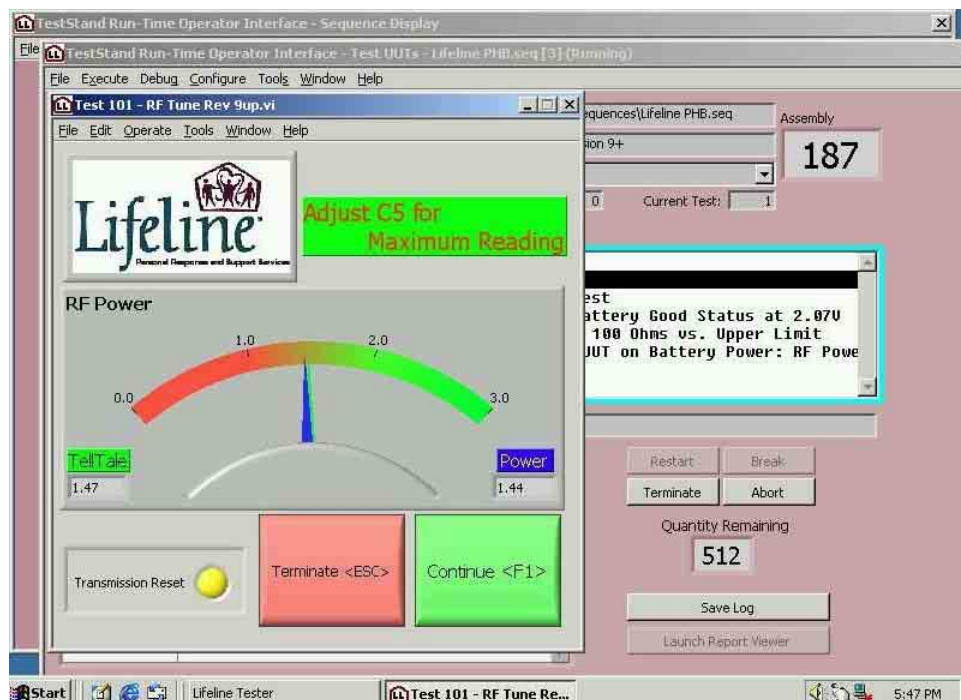 TestStand Run-Time Operator Interface - Sequence Display
File
TestStand Run-Time Operator Interface - Test UUTs - Lifeline PHB.seq [3] (Running)
File Execute Debug Configure Tools Window Help
Test 101 - RF Tune Rev 9up.vi
File Edit Operate Tools Window Help
Lifeline
Personal Response and Support Services
Adjust C5 for
Maximum Reading
RF Power
0.0 1.0 2.0 3.0
TellTale
1.47
Power
1.44
Transmission Reset
Terminate <ESC>
Continue <F1>
equences\Lifeline PHB.seq
ion 9+
Assembly
187
0 Current Test: 1
est
attery Good Status at 2.07V
100 Ohms vs. Upper Limit
UUT on Battery Power: RF Powe
Restart Break
Terminate Abort
Quantity Remaining
512
Save Log
Launch Report Viewer
Start Lifeline Tester Test 101 - RF Tune Re... 5:47 PM